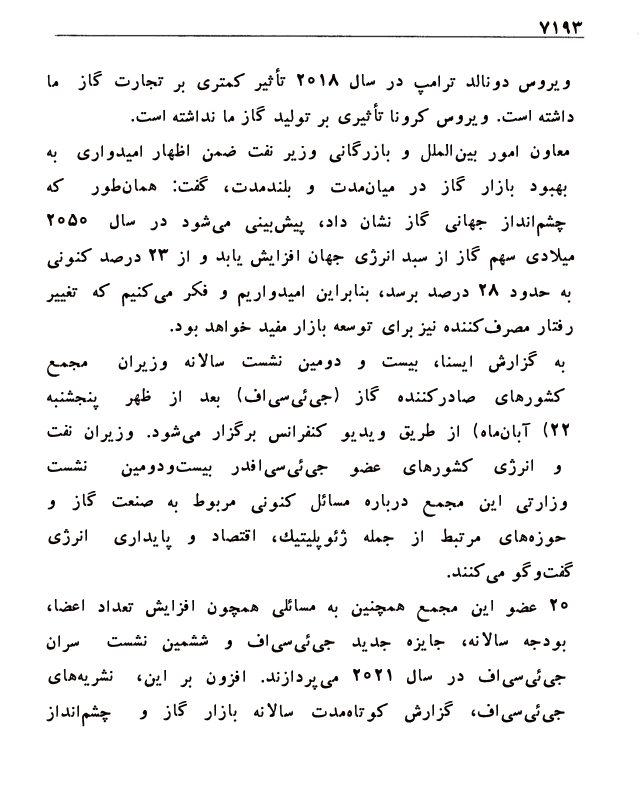 ۷۱۹۳
ویروس دونالد ترامپ در سال ۲۰۱۸ تأثیر کمتری بر تجارت گاز ما
داشته است. ویروس کرونا تأثیری بر تولید گاز ما نداشته است.
معاون امور بین‌الملل و بازرگانی وزیر نفت ضمن اظهار امیدواری به
بهبود بازار گاز در میان‌مدت و بلندمدت، گفت: همان‌طور که
چشم‌انداز جهانی گاز نشان داد، پیش‌بینی می‌شود در سال ۲۰۵۰
میلادی سهم گاز از سبد انرژی جهان افزایش یابد و از ۲۳ درصد کنونی
به حدود ۲۸ درصد برسد، بنابراین امیدواریم و فکر می‌کنیم که تغییر
رفتار مصرف‌کننده نیز برای توسعه بازار مفید خواهد بود.
به گزارش ایسنا، بیست و دومین نشست سالانه وزیران مجمع
کشورهای صادرکننده گاز (جی‌ئی‌سی‌اف) بعد از ظهر پنجشنبه
۲۲) آبان‌ماه) از طریق ویدیو کنفرانس برگزار می‌شود. وزیران نفت
و انرژی کشورهای عضو جی‌ئی‌سی‌افدر بیست‌ودومین نشست
وزارتی این مجمع درباره مسائل کنونی مربوط به صنعت گاز و
حوزه‌های مرتبط از جمله ژئوپلیتیك، اقتصاد و پایداری انرژی
گفت‌وگو می‌کنند.
۲۰ عضو این مجمع همچنین به مسائلی همچون افزایش تعداد اعضا،
بودجه سالانه، جایزه جدید جی‌ئی‌سی‌اف و ششمین نشست سران
جی‌ئی‌سی‌اف در سال ۲۰۲۱ می‌پردازند. افزون بر این، نشریه‌های
جی‌ئی‌سی‌اف، گزارش کوتاه‌مدت سالانه بازار گاز و چشم‌انداز